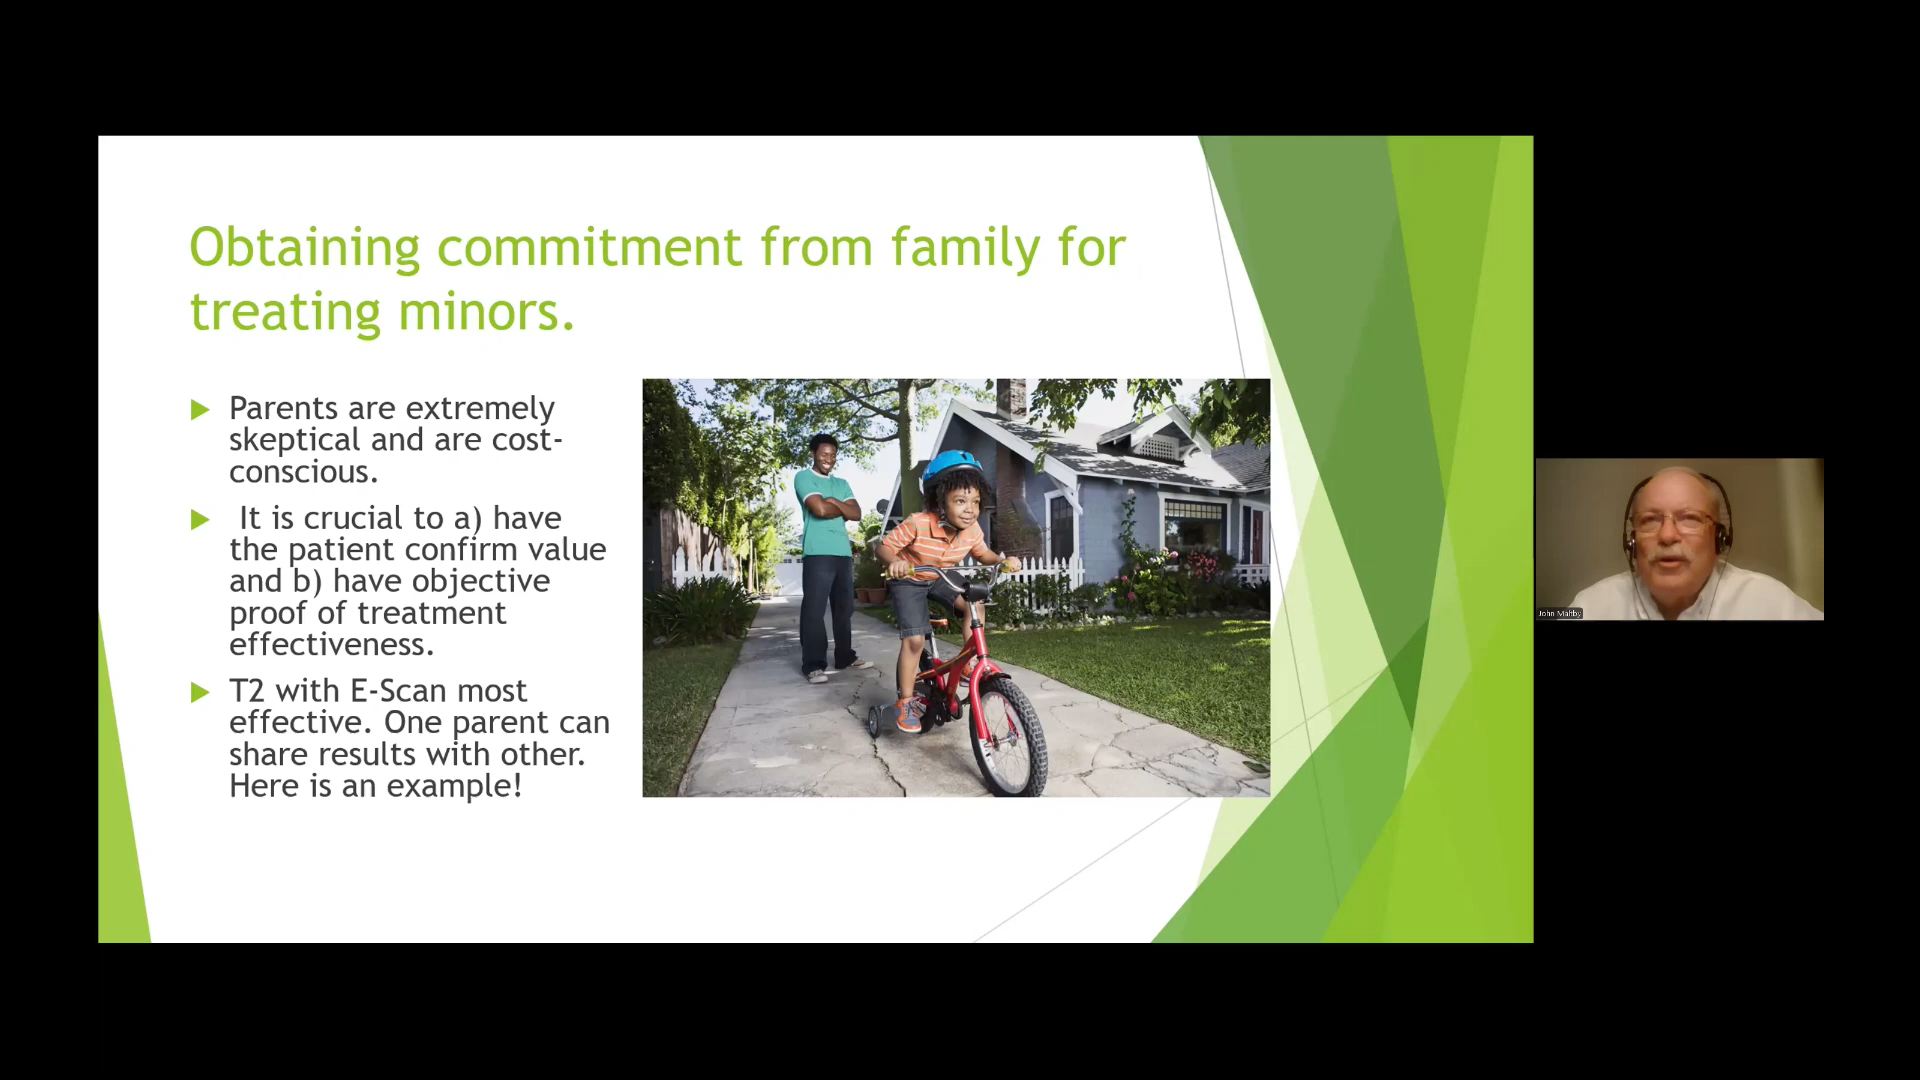 Obtaining commitment from family for
treating minors.
Parents are extremely
skeptical and are cost-
conscious.
It is crucial to a) have
the patient confirm value
and b) have objective
proof of treatment
effectiveness.
T2 with E-Scan most
effective. One parent can
share results with other.
Here is an example!
John Maltby